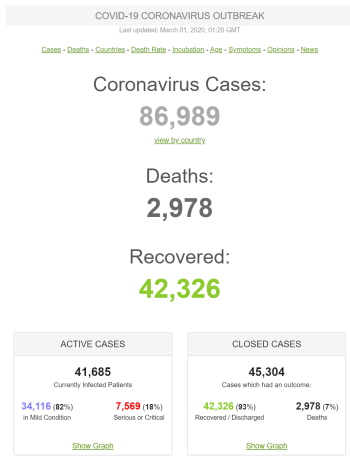 COVID-19 CORONAVIRUS OUTBREAK
Last updated: March 01, 2020, 01:20 GMT
Cases - Deaths - Countries - Death Rate - Incubation - Age - Symptoms - Opinions - News
Coronavirus Cases:
86,989
view by country
Deaths:
2,978
Recovered:
42,326
ACTIVE CASES
41,685
Currently Infected Patients
34,116 (82%)
in Mild Condition
7,569 (18%)
Serious or Critical
Show Graph
CLOSED CASES
45,304
Cases which had an outcome:
42,326 (93%)
Recovered / Discharged
2,978 (7%)
Deaths
Show Graph